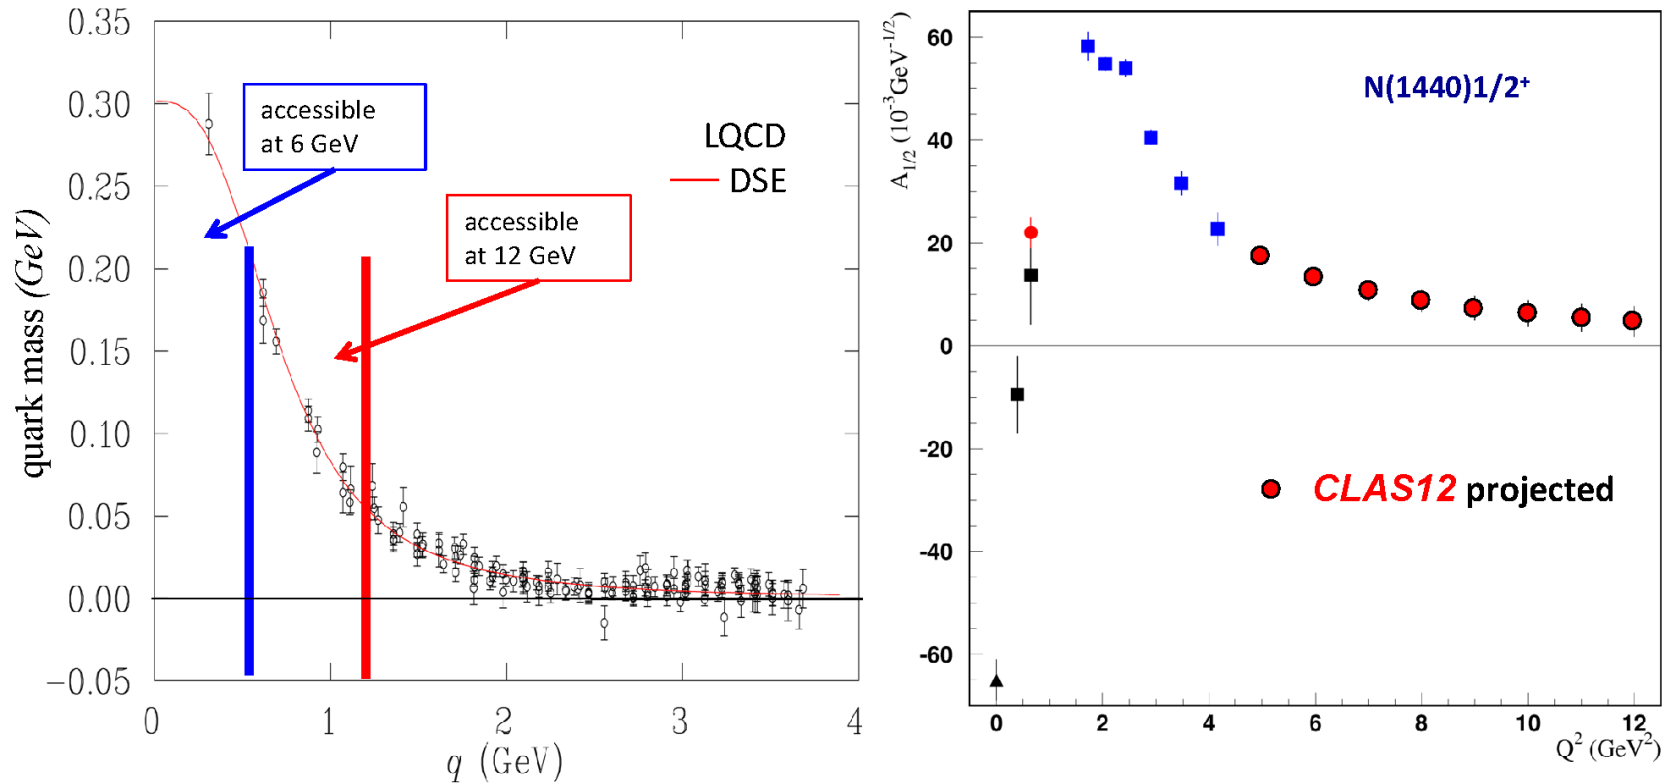 0.35
0.30
0.25
0.20
0.15
0.10
0.05
0.00
−0.05
quark mass (GeV)
accessible
at 6 GeV
LQCD
DSE
accessible
at 12 GeV
0 1 2 3 4
q (GeV)
A1/2 (10-3GeV-1/2)
60
40
20
0
-20
-40
-60
N(1440)1/2+
CLAS12 projected
0 2 4 6 8 10 12
Q2 (GeV2)